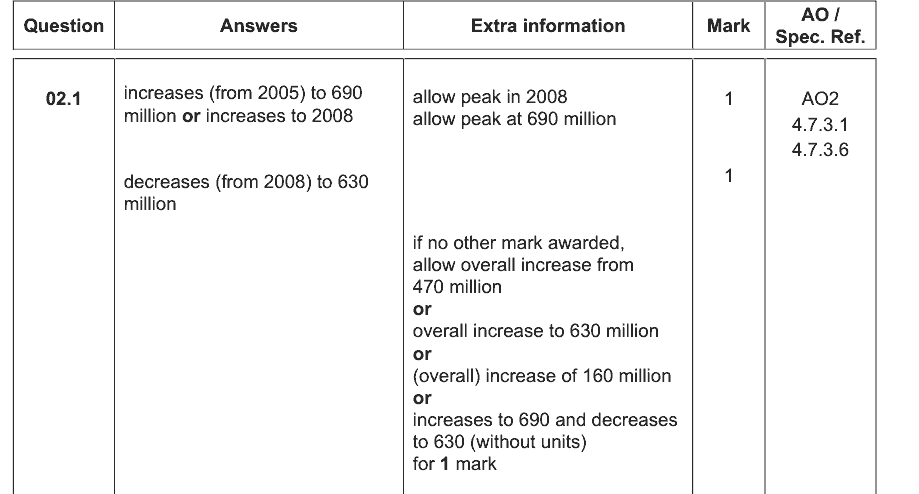 Question Answers Extra information Mark AO /
Spec. Ref.
02.1 increases (from 2005) to 690 allow peak in 2008 1 AO2
million or increases to 2008 allow peak at 690 million 4.7.3.1
4.7.3.6
decreases (from 2008) to 630 1
million
if no other mark awarded,
allow overall increase from
470 million
or
overall increase to 630 million
or
(overall) increase of 160 million
or
increases to 690 and decreases
to 630 (without units)
for 1 mark